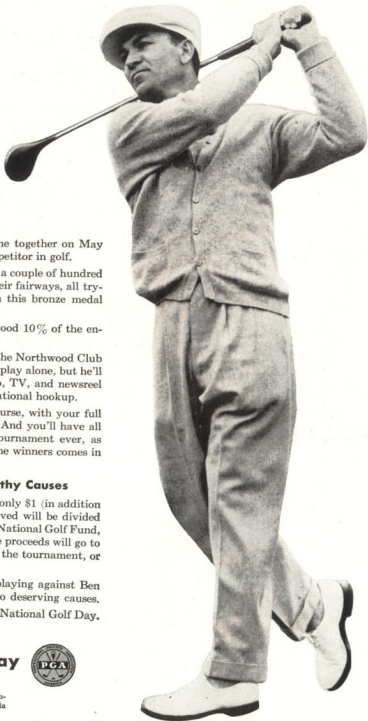 ne together on May
petitor in golf.
a couple of hundred
eir fairways, all try-
this bronze medal
ood 10% of the en-
he Northwood Club
play alone, but he'll
, TV, and newsreel
ational hookup.
urse, with your full
And you'll have all
ournament ever, as
ne winners comes in
thy Causes
only $1 (in addition
ved will be divided
National Golf Fund,
e proceeds will go to
the tournament, or
playing against Ben
o deserving causes.
National Golf Day.
ay
PGA